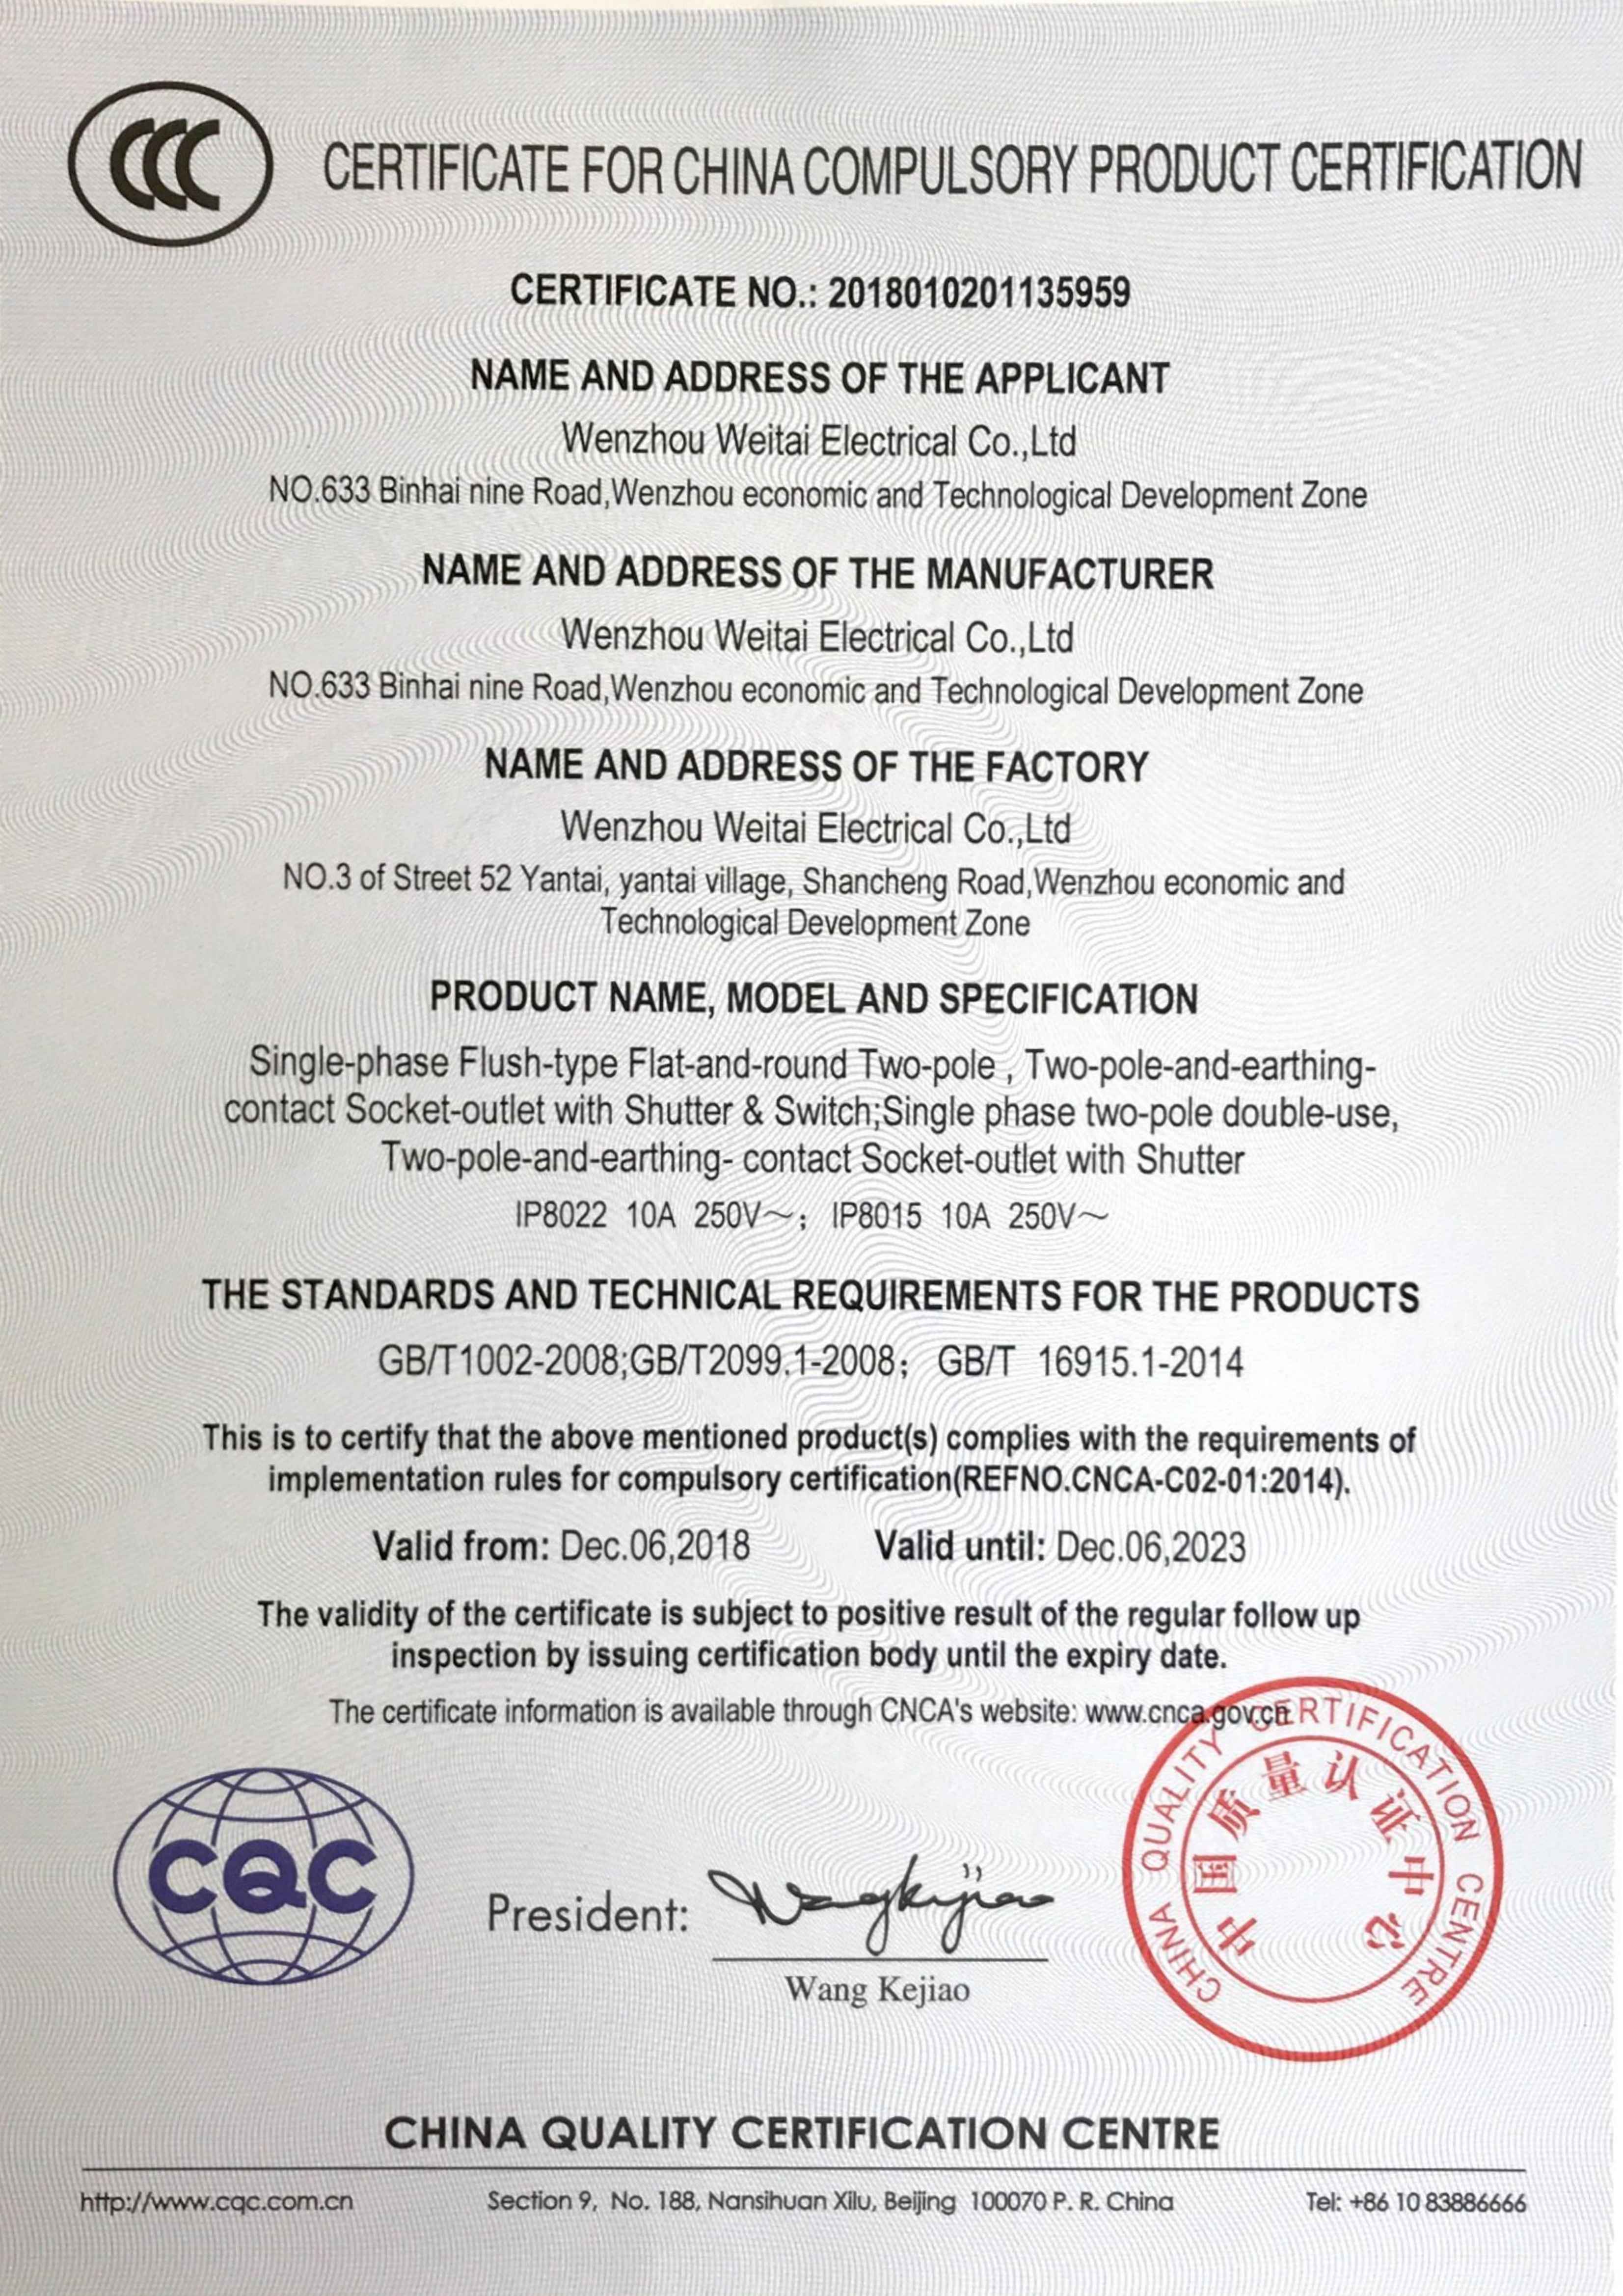 CCC
CERTIFICATE FOR CHINA COMPULSORY PRODUCT CERTIFICATION
CERTIFICATE NO.: 2018010201135959
NAME AND ADDRESS OF THE APPLICANT
Wenzhou Weitai Electrical Co.,Ltd
NO.633 Binhai nine Road,Wenzhou economic and Technological Development Zone
NAME AND ADDRESS OF THE MANUFACTURER
Wenzhou Weitai Electrical Co.,Ltd
NO.633 Binhai nine Road,Wenzhou economic and Technological Development Zone
NAME AND ADDRESS OF THE FACTORY
Wenzhou Weitai Electrical Co.,Ltd
NO.3 of Street 52 Yantai, yantai village, Shancheng Road,Wenzhou economic and
Technological Development Zone
PRODUCT NAME, MODEL AND SPECIFICATION
Single-phase Flush-type Flat-and-round Two-pole , Two-pole-and-earthing-
contact Socket-outlet with Shutter & Switch;Single phase two-pole double-use,
Two-pole-and-earthing- contact Socket-outlet with Shutter
IP8022 10A 250V～；IP8015 10A 250V～
THE STANDARDS AND TECHNICAL REQUIREMENTS FOR THE PRODUCTS
GB/T1002-2008;GB/T2099.1-2008； GB/T 16915.1-2014
This is to certify that the above mentioned product(s) complies with the requirements of
implementation rules for compulsory certification(REFNO.CNCA-C02-01:2014).
Valid from: Dec.06,2018 Valid until: Dec.06,2023
The validity of the certificate is subject to positive result of the regular follow up
inspection by issuing certification body until the expiry date.
The certificate information is available through CNCA's website: www.cnca.gov.cn
CHINA QUALITY CERTIFICATION CENTRE
中国质量认证中心
CQC
President: Wangkejiao
Wang Kejiao
CHINA QUALITY CERTIFICATION CENTRE
http://www.cqc.com.cn Section 9, No. 188, Nansihuan Xilu, Beijing 100070 P. R. China Tel: +86 10 83886666